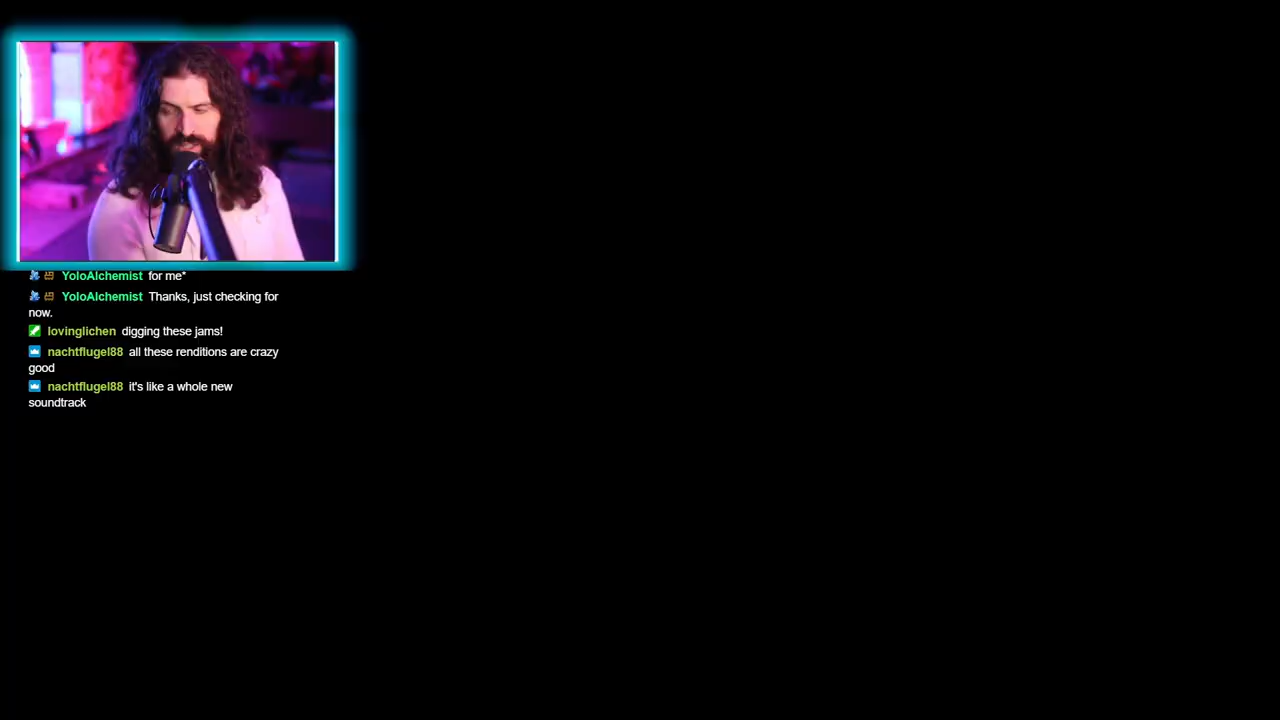 YoloAlchemist for me*
YoloAlchemist Thanks, just checking for
now.
lovinglichen digging these jams!
nachtflugel88 all these renditions are crazy
good
nachtflugel88 it's like a whole new
soundtrack